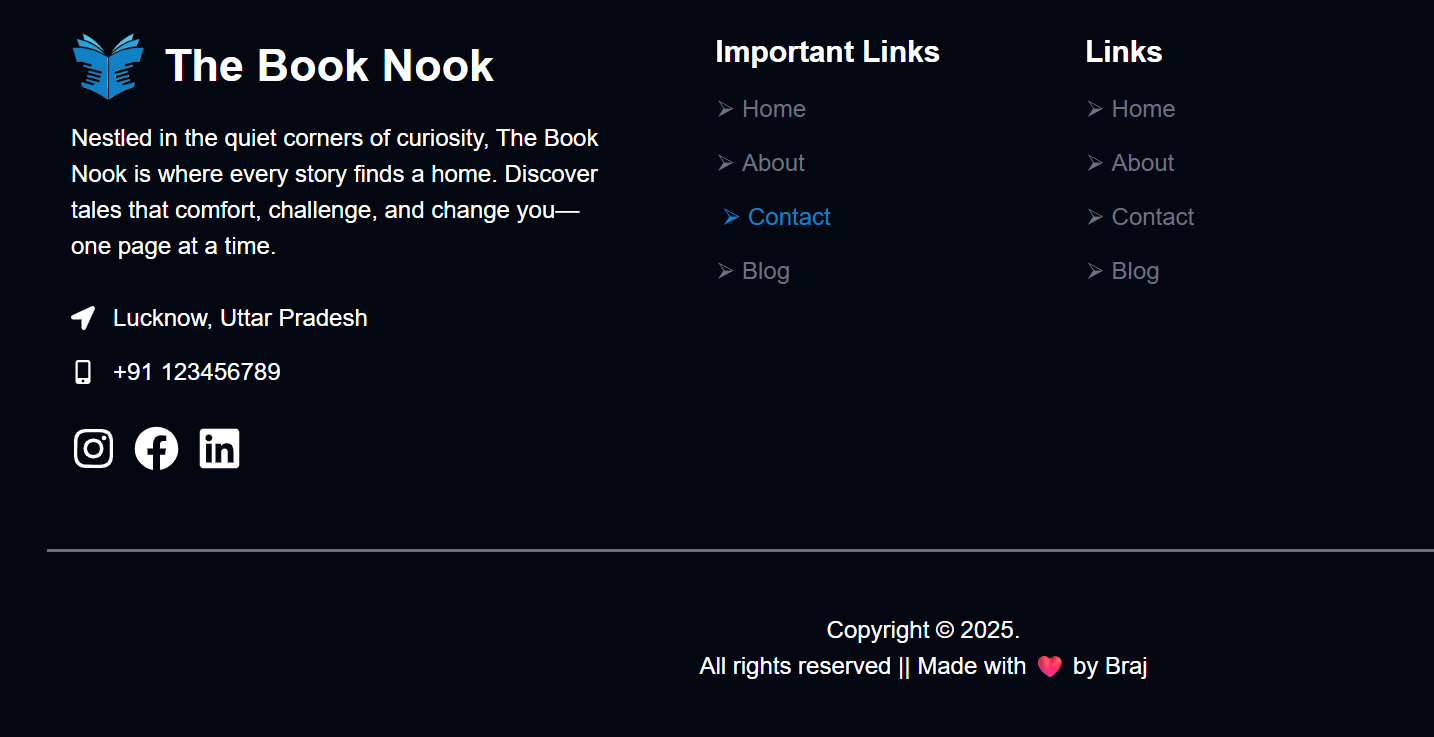 The Book Nook
Nestled in the quiet corners of curiosity, The Book
Nook is where every story finds a home. Discover
tales that comfort, challenge, and change you—
one page at a time.
Lucknow, Uttar Pradesh
+91 123456789
Important Links
➢ Home
➢ About
➢ Contact
➢ Blog
Links
➢ Home
➢ About
➢ Contact
➢ Blog
Copyright © 2025.
All rights reserved || Made with ❤️ by Braj